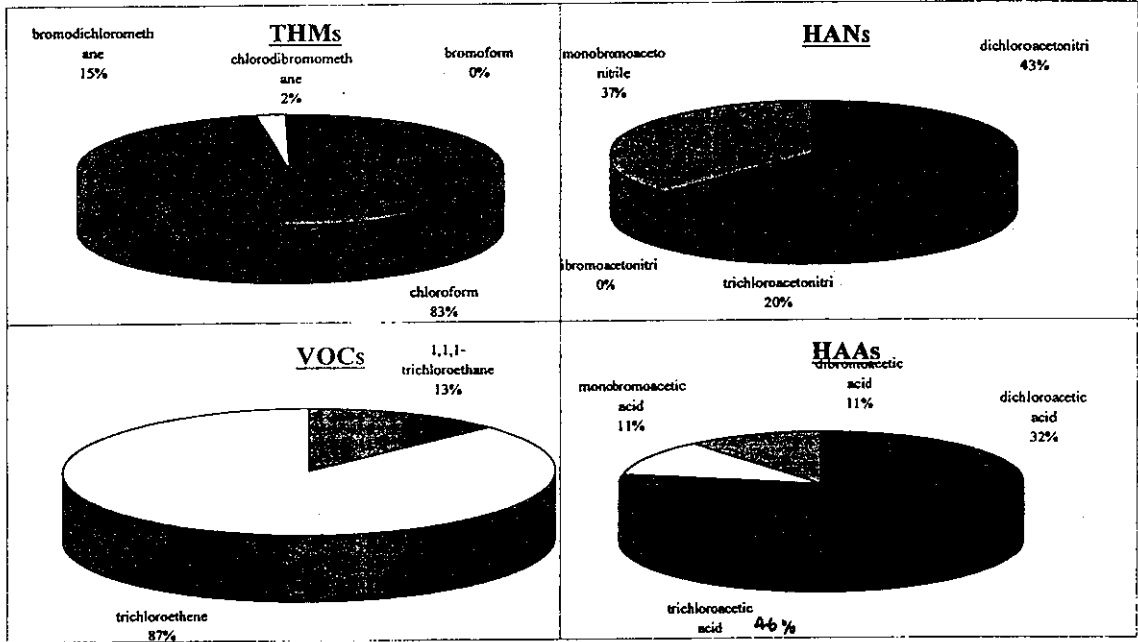 THMs
bromodichlorometh
ane
15%
chlorodibromometh
ane
2%
bromoform
0%
chloroform
83%
HANs
monobromoaceto
nitrile
37%
dichloroacetonitri
43%
ibromoacetonitri
0%
trichloroacetonitri
20%
VOCs
1,1,1-
trichloroethane
13%
trichloroethene
87%
HAAs
dibromoacetic
acid
11%
monobromoacetic
acid
11%
dichloroacetic
acid
32%
trichloroacetic
acid 46%